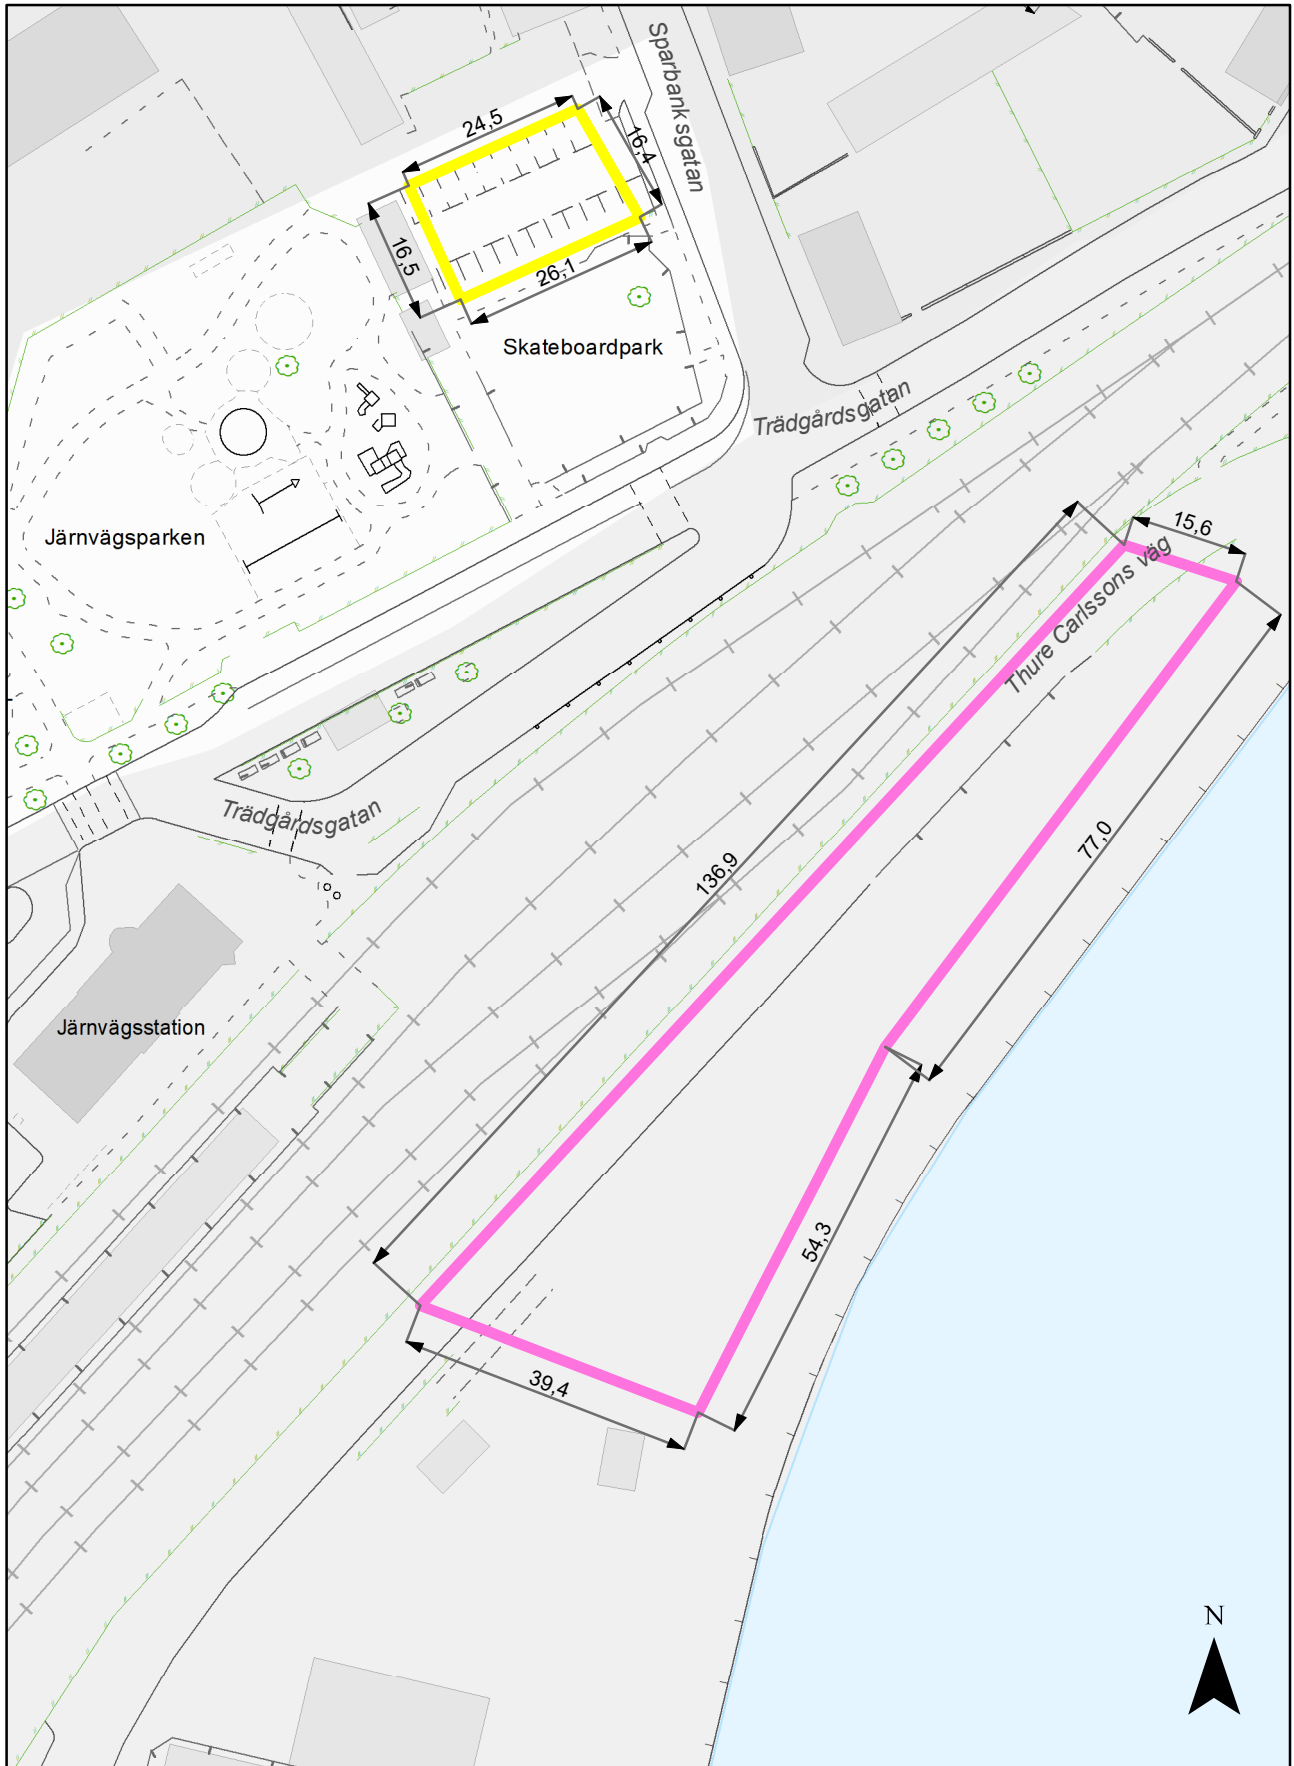 Sparbanksgatan
24,5
16,4
16,5
26,1
Skateboardpark
Trädgårdsgatan
15,6
Järnvägsparken
Thure Carlssons väg
Trädgårdsgatan
77,0
136,9
Järnvägsstation
54,3
39,4
N